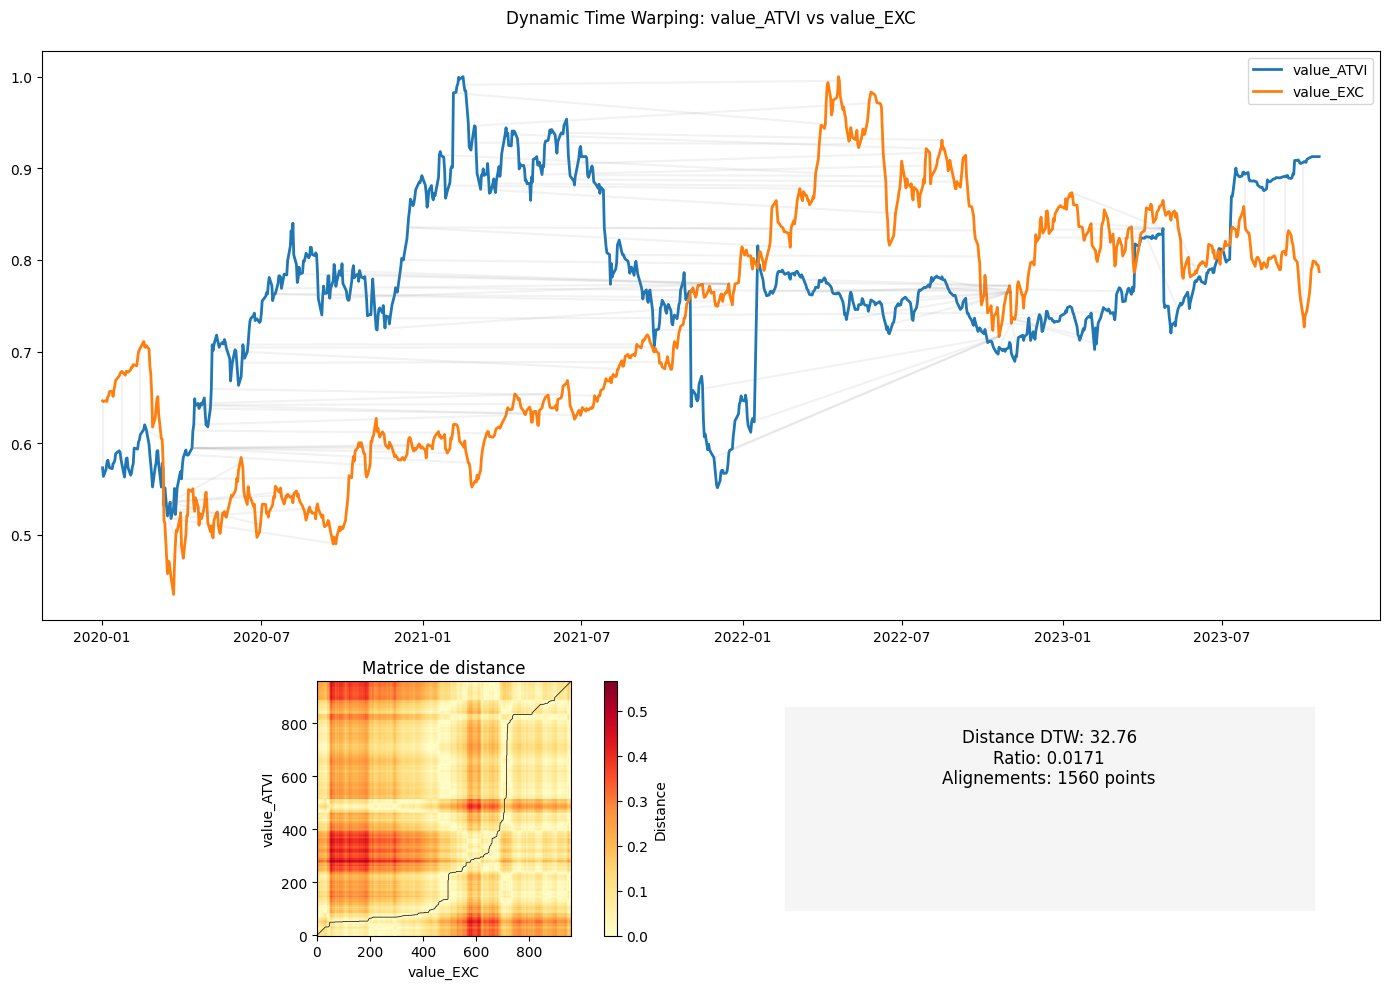 Dynamic Time Warping: value_ATVI vs value_EXC
value_ATVI
value_EXC
1.0
0.9
0.8
0.7
0.6
0.5
2020-01 2020-07 2021-01 2021-07 2022-01 2022-07 2023-01 2023-07
Matrice de distance
value_ATVI
800
600
400
200
0
0 200 400 600 800
value_EXC
0.5
0.4
0.3
0.2
0.1
0.0
Distance
Distance DTW: 32.76
Ratio: 0.0171
Alignements: 1560 points